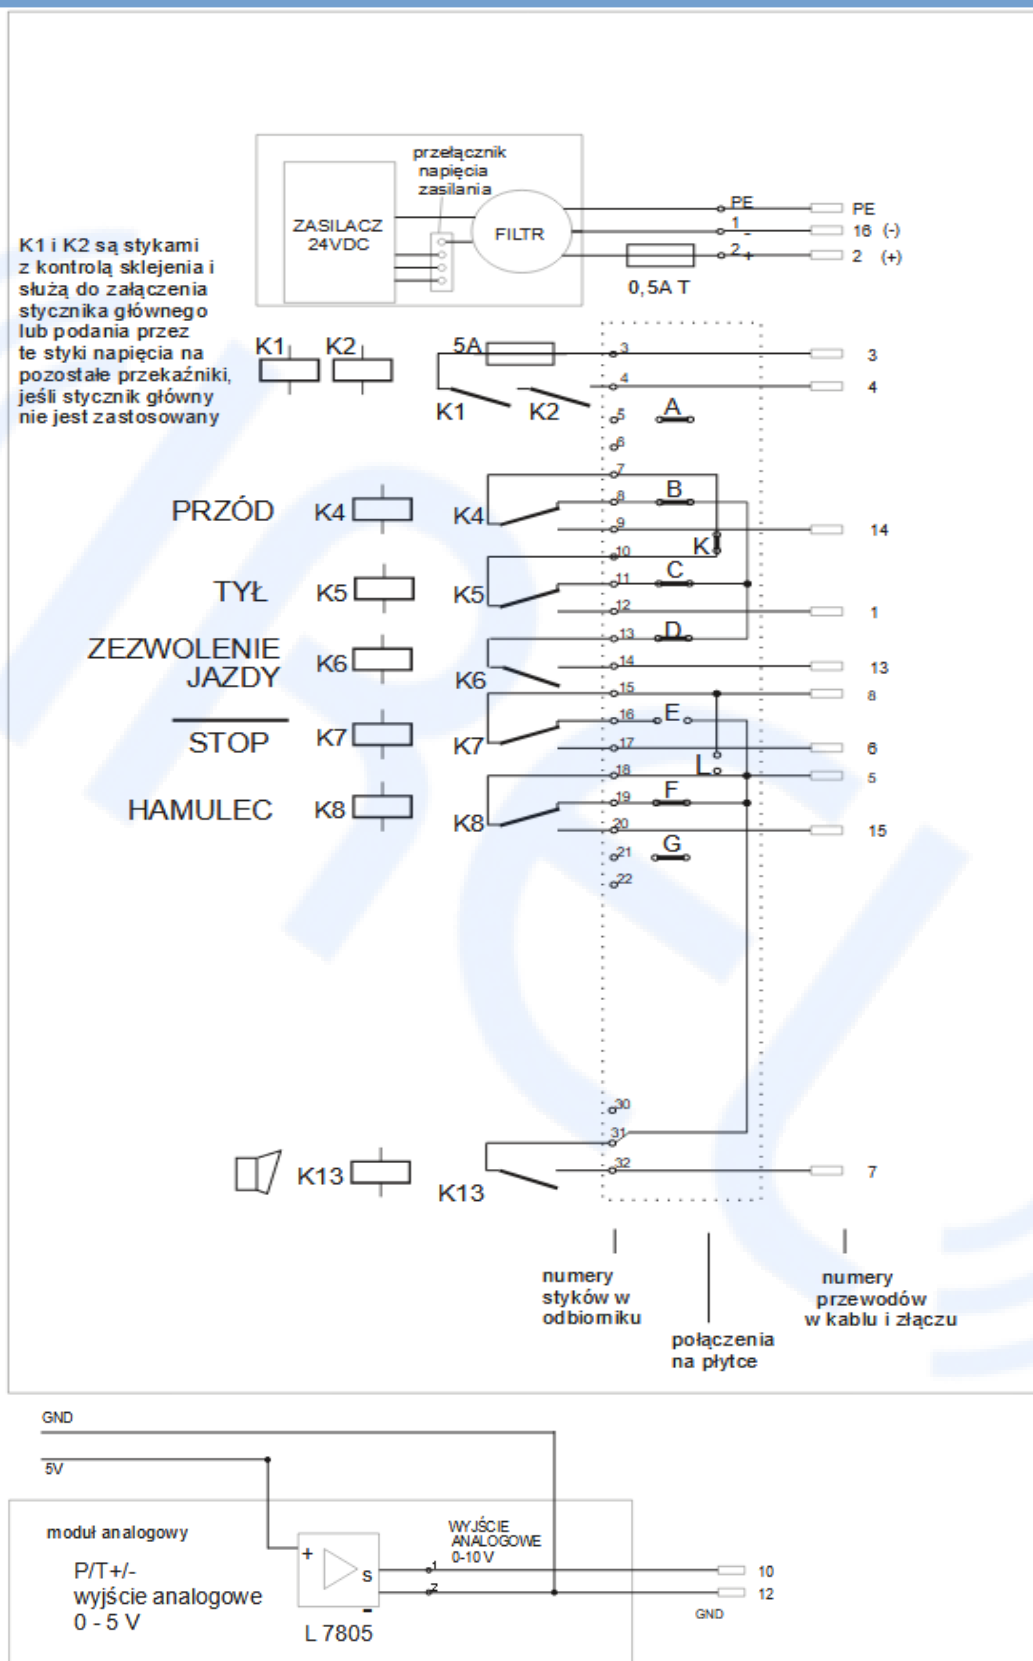 przełącznik
napięcia
zasilania
ZASILACZ
24VDC
FILTR
PE
1
-
2
+
0,5A T
PE
16 (-)
2 (+)
K1 i K2 są stykami
z kontrolą sklejenia i
służą do załączenia
stycznika głównego
lub podania przez
te styki napięcia na
pozostałe przekaźniki,
jeśli stycznik główny
nie jest zastosowany
K1
K2
5A
K1
K2
3
3
4
4
5
A
6
7
PRZÓD
K4
K4
8
B
9
14
K
10
TYŁ
K5
K5
11
C
12
1
ZEZWOLENIE
JAZDY
K6
K6
13
D
14
13
15
8
STOP
K7
K7
16
E
17
6
L
18
5
HAMULEC
K8
K8
19
F
20
15
21
G
22
30
31
K13
K13
32
7
numery
styków w
odbiorniku
połączenia
na płytce
numery
przewodów
w kablu i złączu
GND
5V
moduł analogowy
P/T+/-
wyjście analogowe
0 - 5 V
+
s
-
L 7805
WYJŚCIE
ANALOGOWE
0-10 V
1
10
2
12
GND